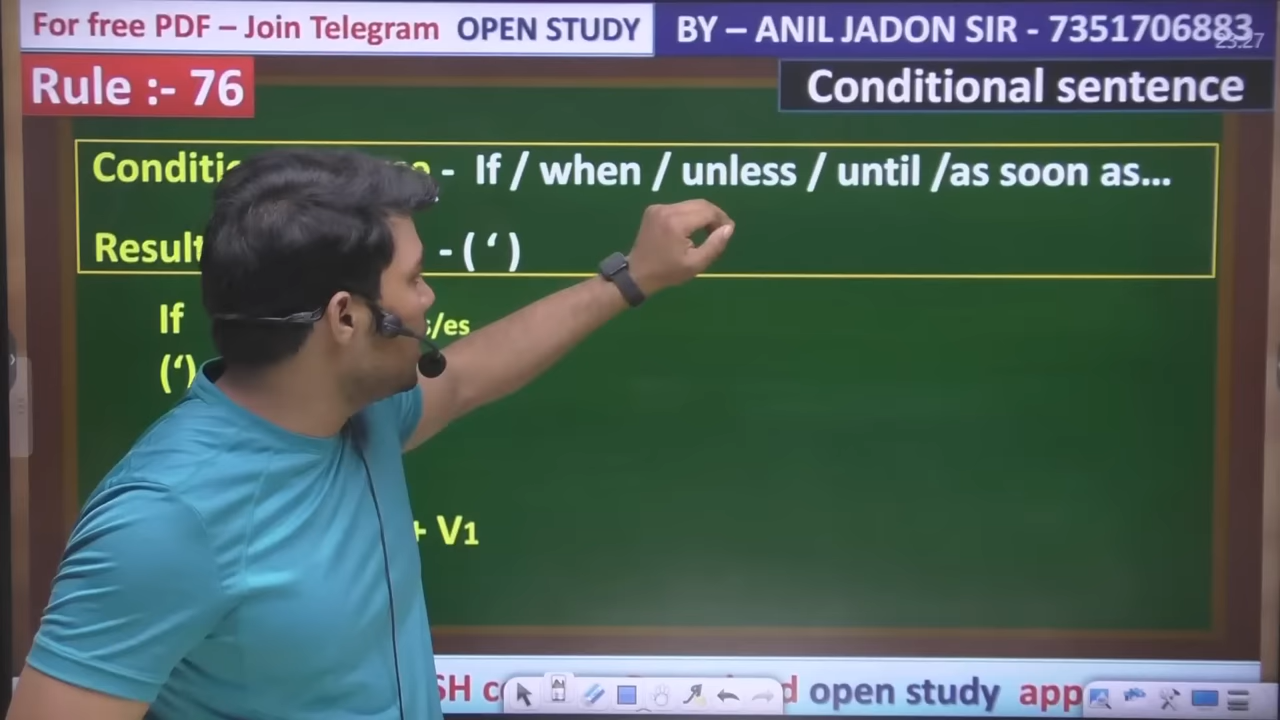 For free PDF – Join Telegram OPEN STUDY BY – ANIL JADON SIR - 7351706883
23:27
Rule :- 76 Conditional sentence
- If / when / unless / until /as soon as...
Result - ( ‘ )
If s/es
(‘)
+ V1
open study app